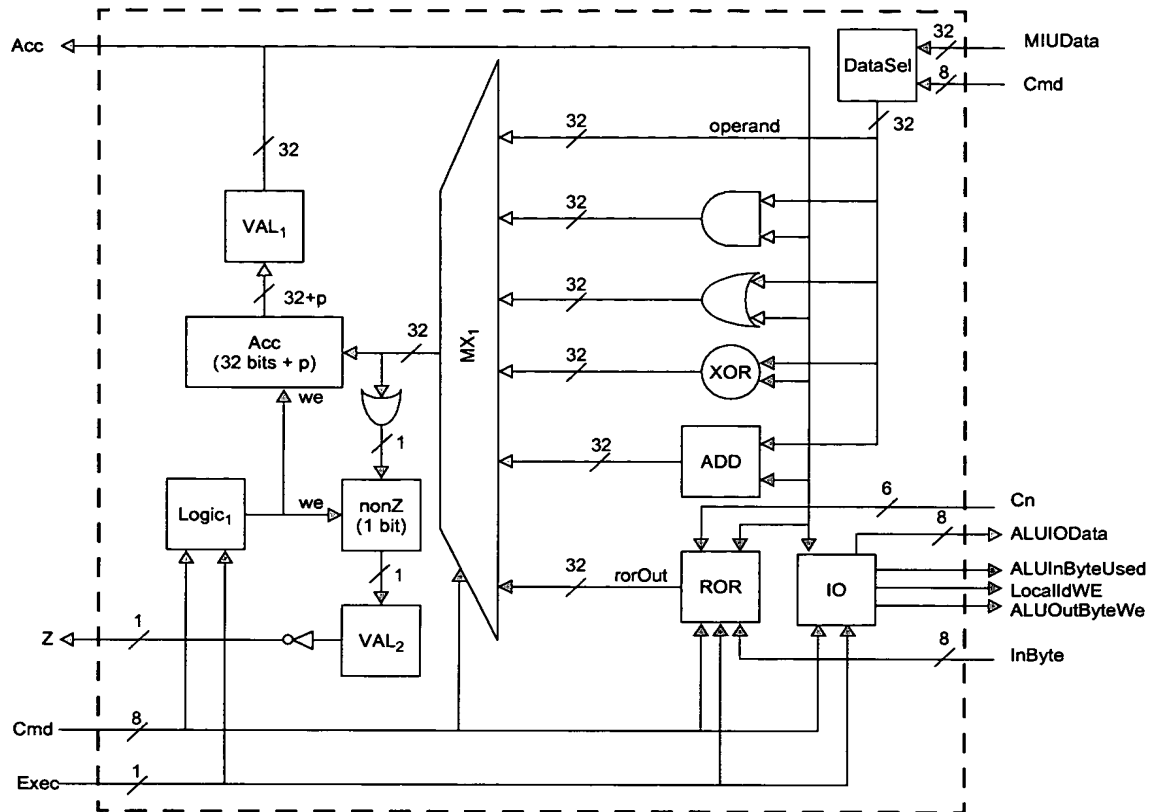 Acc
32
MIUData
DataSel
8
Cmd
32
32
operand
32
VAL₁
32
32+p
32
Acc
(32 bits + p)
32
MX₁
32
XOR
we
1
32
ADD
Logic₁
we
nonZ
(1 bit)
6
Cn
8
ALUIOData
1
32
rorOut
ROR
IO
ALUInByteUsed
LocalIdWE
ALUOutByteWe
Z
1
VAL₂
8
InByte
Cmd
8
Exec
1